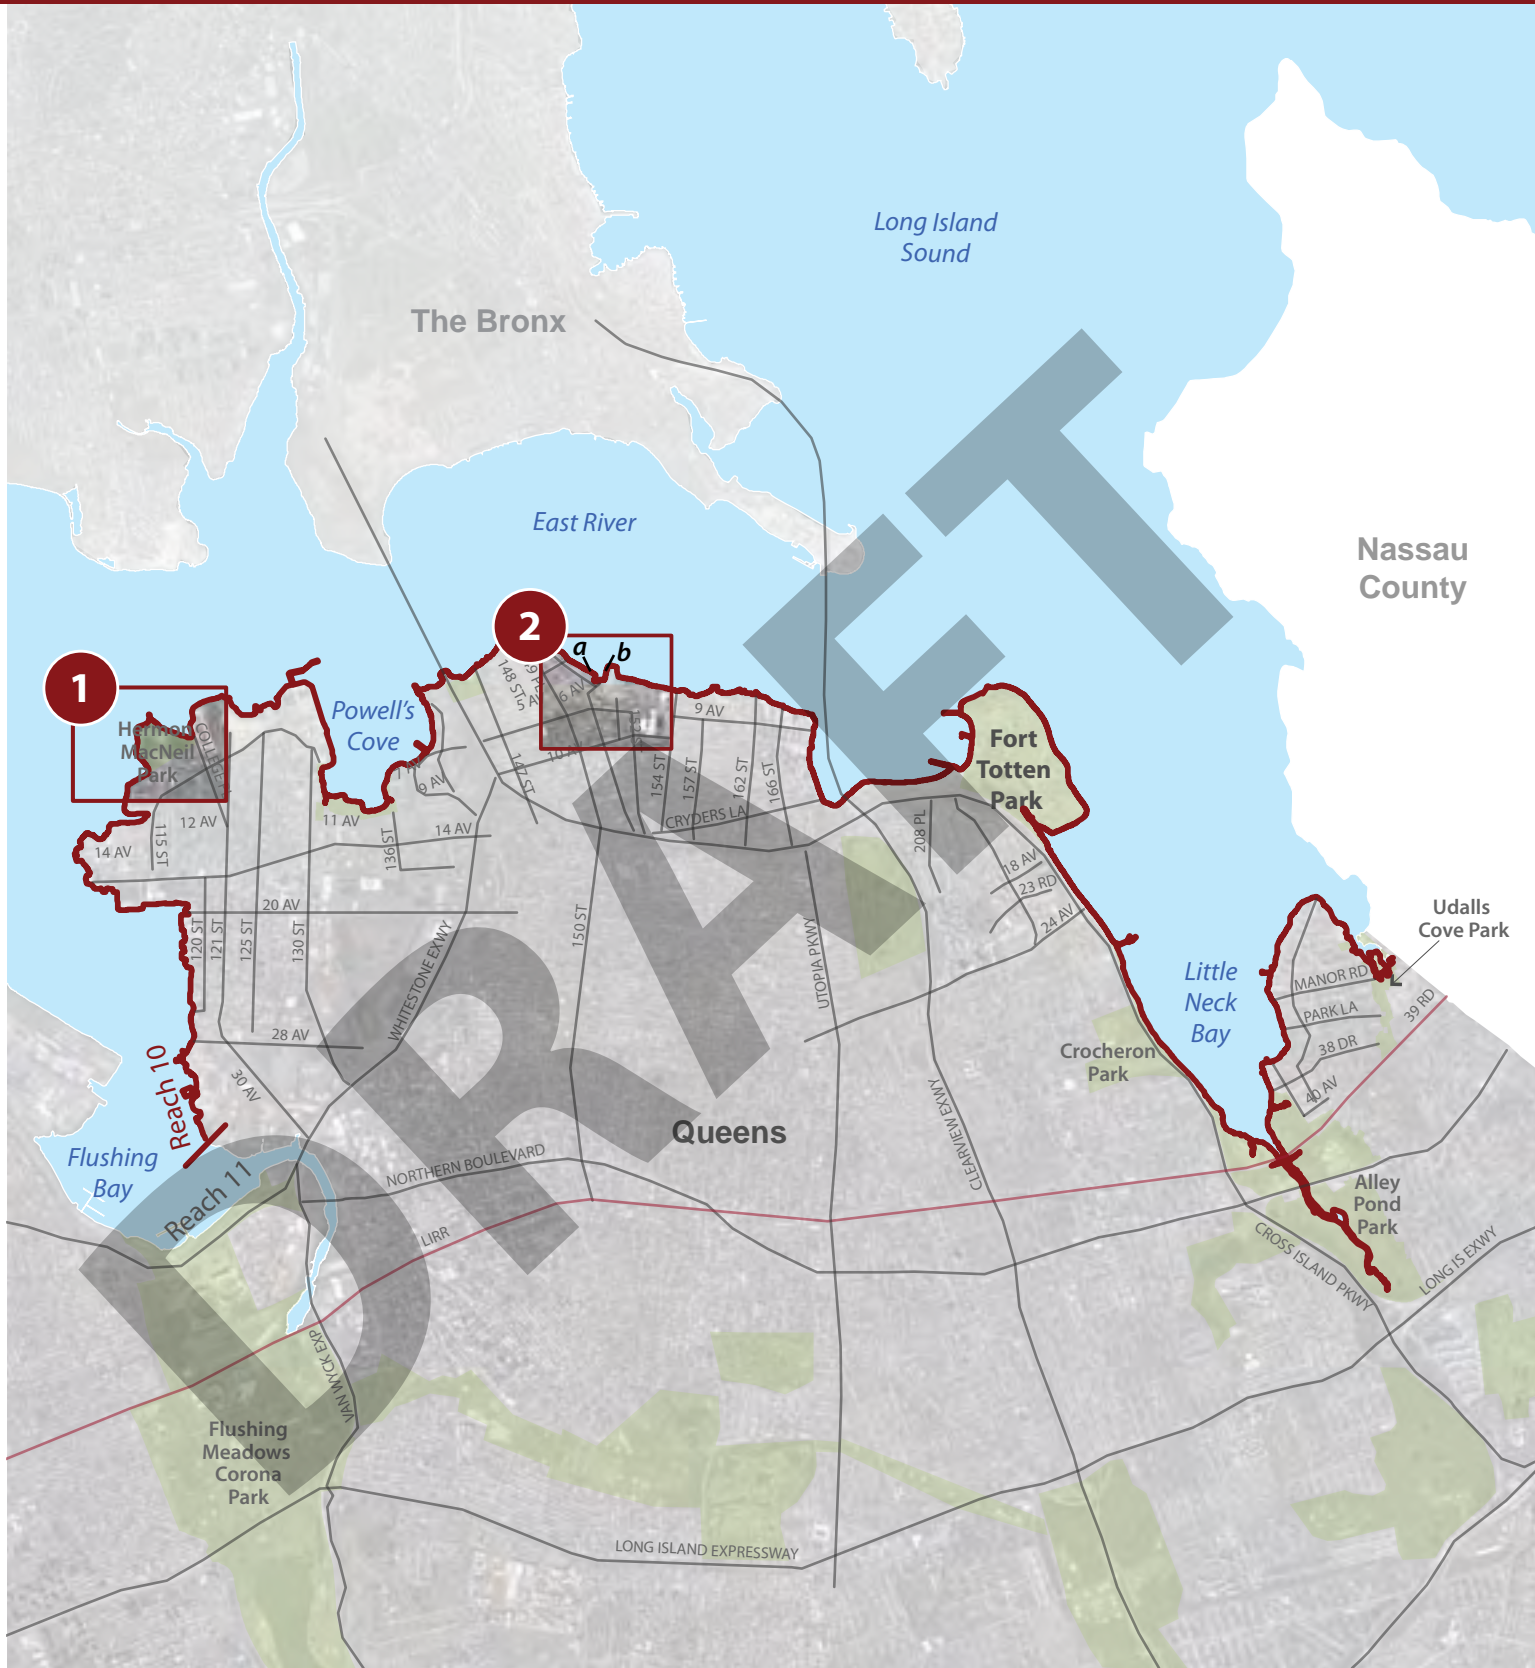 Long Island
Sound
The Bronx
East River
Nassau
County
DRAFT
2
a
b
1
Hermon
MacNeil
Park
COLLEGE
Powell's
Cove
148 ST
5 AV
6 AV
9 AV
10 AV
147 ST
154 ST
157 ST
162 ST
166 ST
CRYDERS LA
7 AV
9 AV
11 AV
12 AV
14 AV
115 ST
136 ST
14 AV
Fort
Totten
Park
208 PL
18 AV
23 RD
24 AV
20 AV
120 ST
121 ST
125 ST
130 ST
150 ST
WHITESTONE EXWY
UTOPIA PKWY
28 AV
30 AV
Udalls
Cove Park
Little
Neck
Bay
MANOR RD
PARK LA
38 DR
40 AV
39 RD
Crocheron
Park
CLEARVIEW EXWY
Queens
Reach 10
Flushing
Bay
Reach 11
NORTHERN BOULEVARD
LIRR
Alley
Pond
Park
CROSS ISLAND PKWY
LONG IS EXWY
VAN WYCK EXP
Flushing
Meadows
Corona
Park
LONG ISLAND EXPRESSWAY